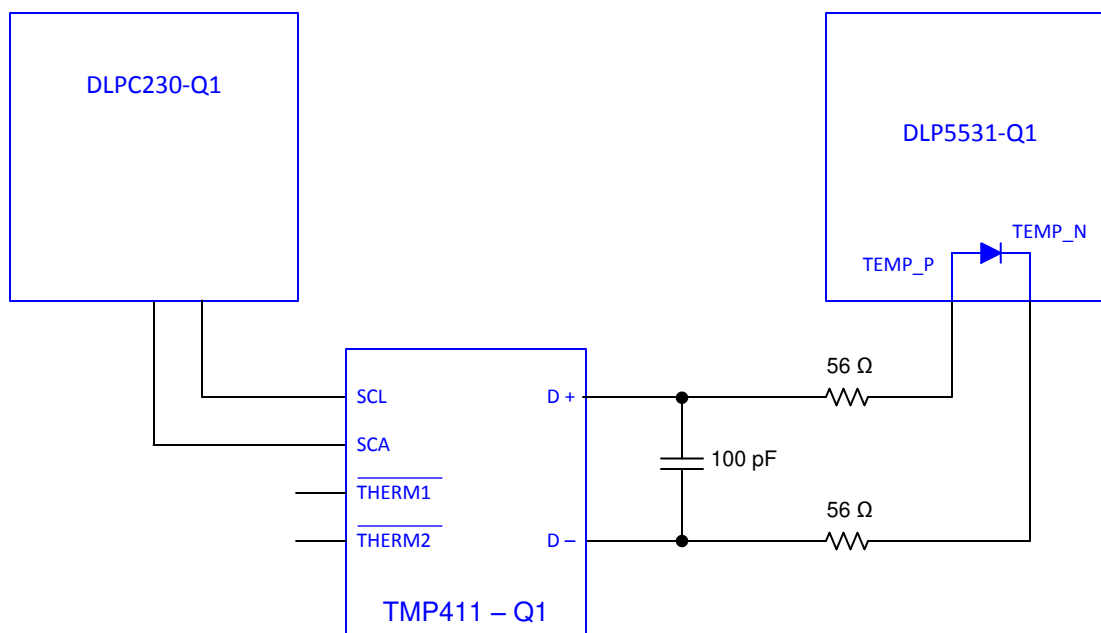 DLPC230-Q1
DLP5531-Q1
TEMP_N
TEMP_P
56 Ω
SCL
D +
SCA
100 pF
THERM1
56 Ω
THERM2
D –
TMP411 – Q1